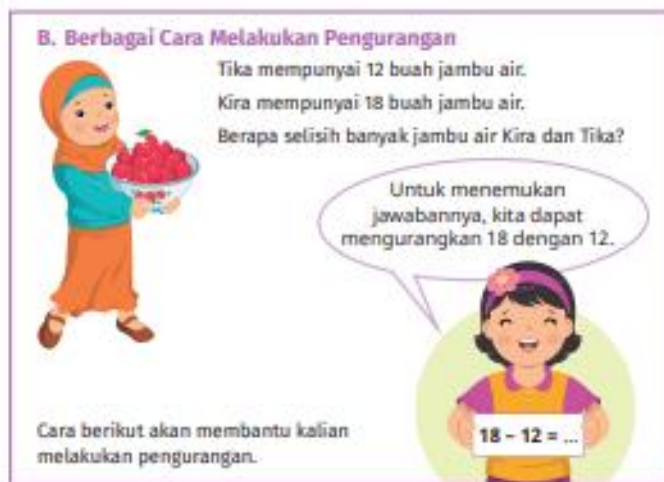 B. Berbagai Cara Melakukan Pengurangan
Tika mempunyai 12 buah jambu air.
Kira mempunyai 18 buah jambu air.
Berapa selisih banyak jambu air Kira dan Tika?
Untuk menemukan
jawabannya, kita dapat
mengurangkan 18 dengan 12.
18 – 12 = ...
Cara berikut akan membantu kalian
melakukan pengurangan.